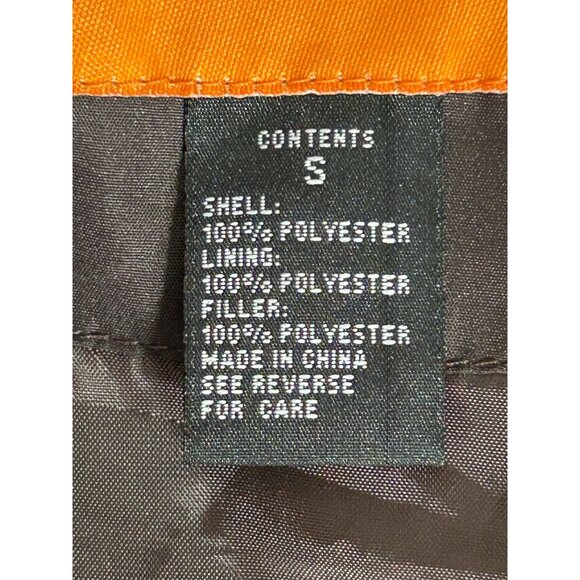 CONTENTS
S
SHELL:
100% POLYESTER
LINING:
100% POLYESTER
FILLER:
100% POLYESTER
MADE IN CHINA
SEE REVERSE
FOR CARE